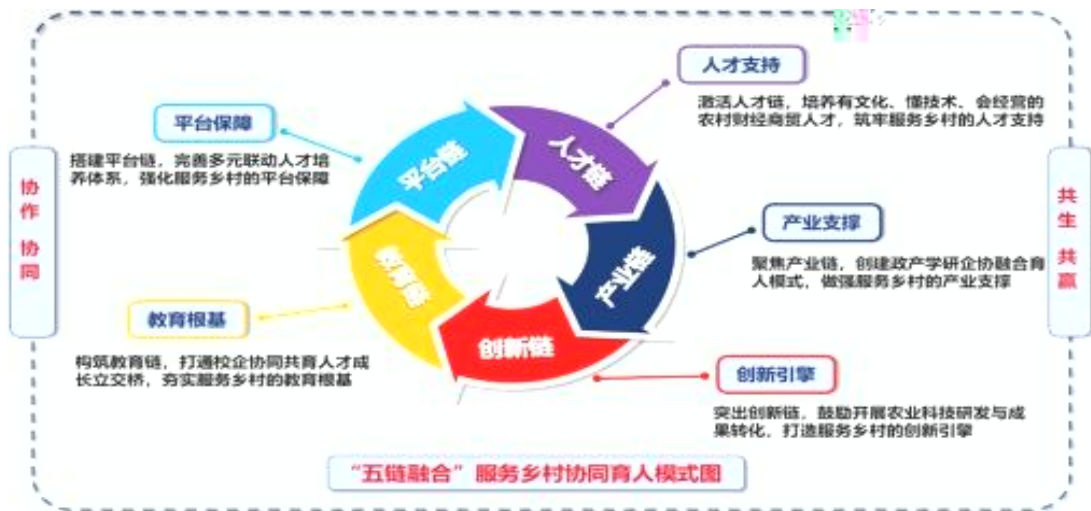 人才支持
激活人才链，培养有文化、懂技术、会经营的
农村财经商贸人才，筑牢服务乡村的人才支持
平台保障
搭建平台链，完善多元联动人才培
养体系，强化服务乡村的平台保障
平台链
人才链
协作 协同
共生 共赢
产业支撑
聚焦产业链，创建政产学研企协融合育
人模式，做强服务乡村的产业支撑
教育链
产业链
创新链
教育根基
构筑教育链，打通校企协同共育人才成
长立交桥，夯实服务乡村的教育根基
创新引擎
突出创新链，鼓励开展农业科技研发与成
果转化，打造服务乡村的创新引擎
“五链融合”服务乡村协同育人模式图